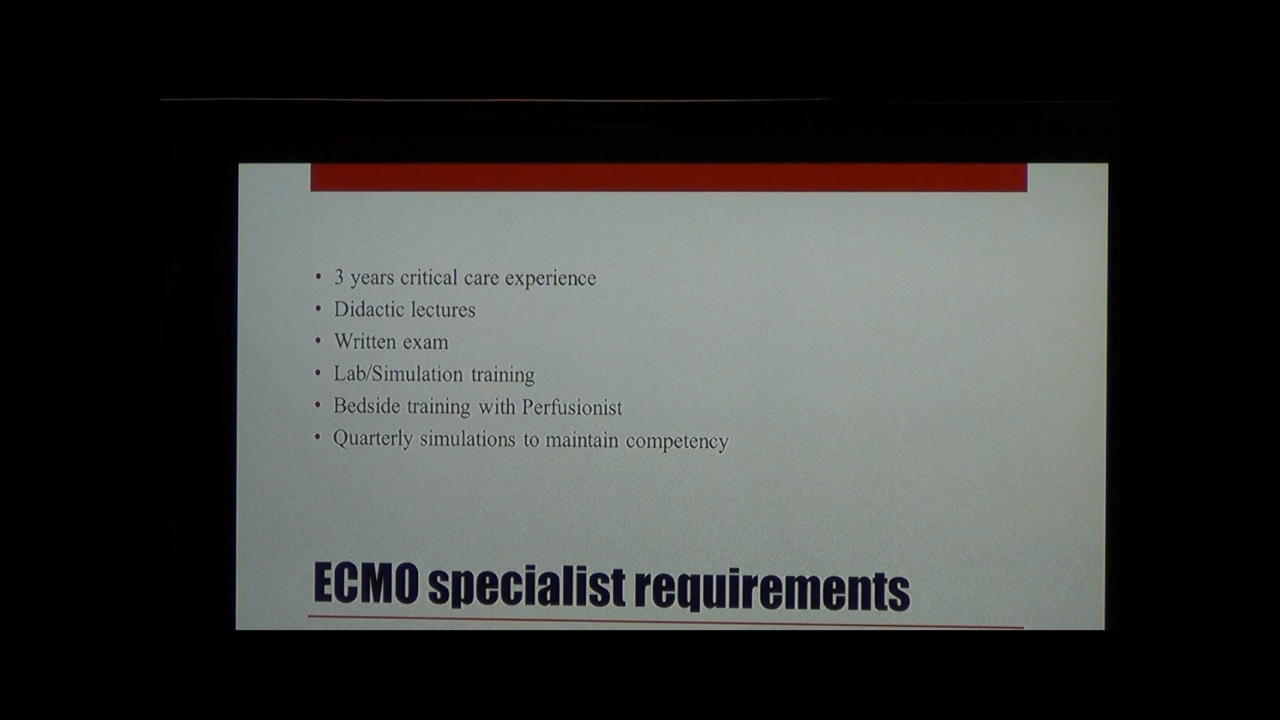 • 3 years critical care experience
• Didactic lectures
• Written exam
• Lab/Simulation training
• Bedside training with Perfusionist
• Quarterly simulations to maintain competency
ECMO specialist requirements